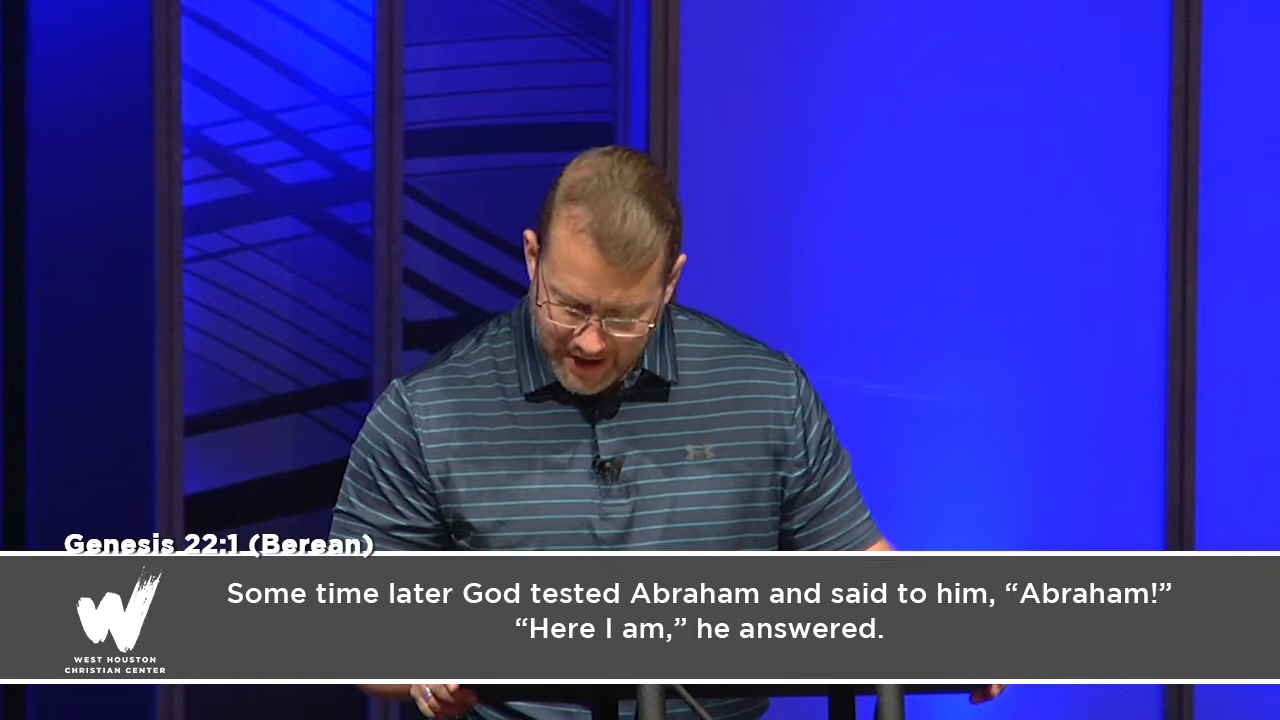 Genesis 22:1 (Berean)
Some time later God tested Abraham and said to him, “Abraham!”
“Here I am,” he answered.
W
WEST HOUSTON
CHRISTIAN CENTER